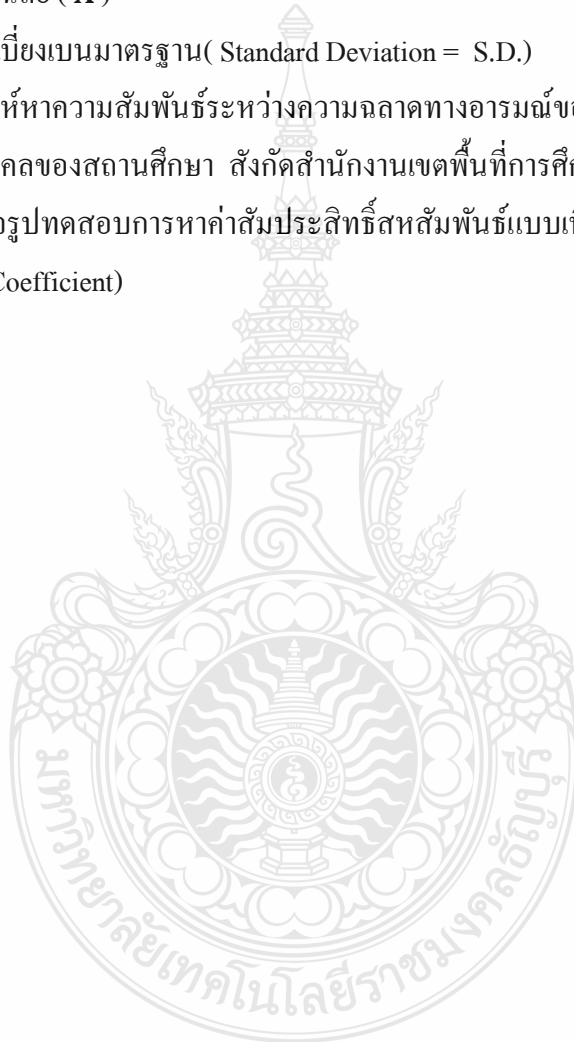 ( X )
บี่ยงเบนมาตรฐาน( Standard Deviation = S.D.)
ห์หาความสัมพันธ์ระหว่างความฉลาดทางอารมณ์ข
คลของสถานศึกษา สังกัดสำนักงานเขตพื้นที่การศึก
รูปทดสอบการหาค่าสัมประสิทธิ์สหสัมพันธ์แบบเ
Coefficient)
มหาวิทยาลัยเทคโนโลยีราชมงคลธัญบุรี